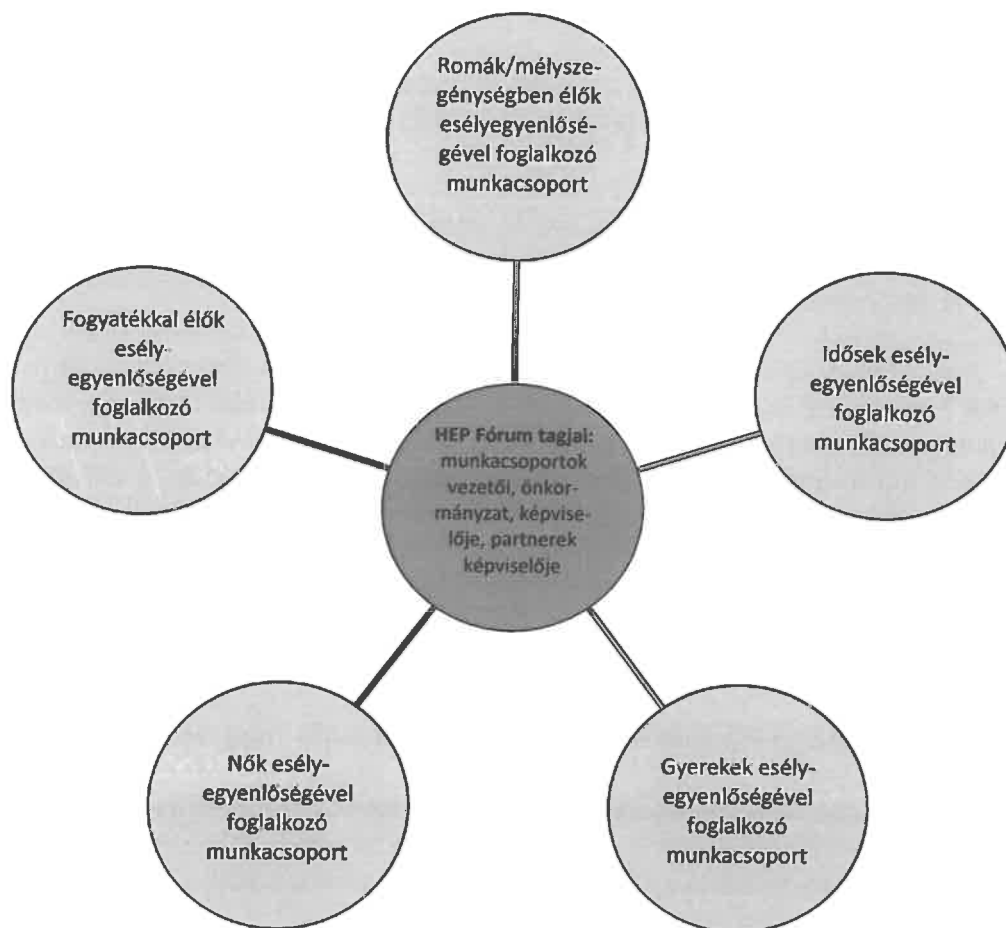 Romák/mélysze-
génységben élők
esélyegyenlősé-
gével foglalkozó
munkacsoport
Fogyatékkal élők
esély-
egyenlőségével
foglalkozó
munkacsoport
Idősek esély-
egyenlőségével
foglalkozó
munkacsoport
HEP Fórum tagjai:
munkacsoportok
vezetői, önkor-
mányzat, képvise-
lője, partnerek
képviselője
Nők esély-
egyenlőségével
foglalkozó
munkacsoport
Gyerekek esély-
egyenlőségével
foglalkozó
munkacsoport